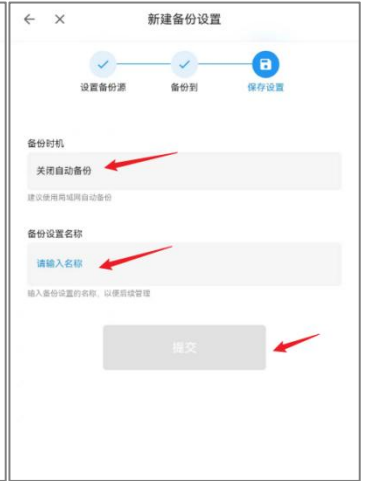 新建备份设置
设置备份源 备份到 保存设置
备份时机
关闭自动备份
建议使用局域网自动备份
备份设置名称
请输入名称
输入备份设置的名称，以便后续管理
提交